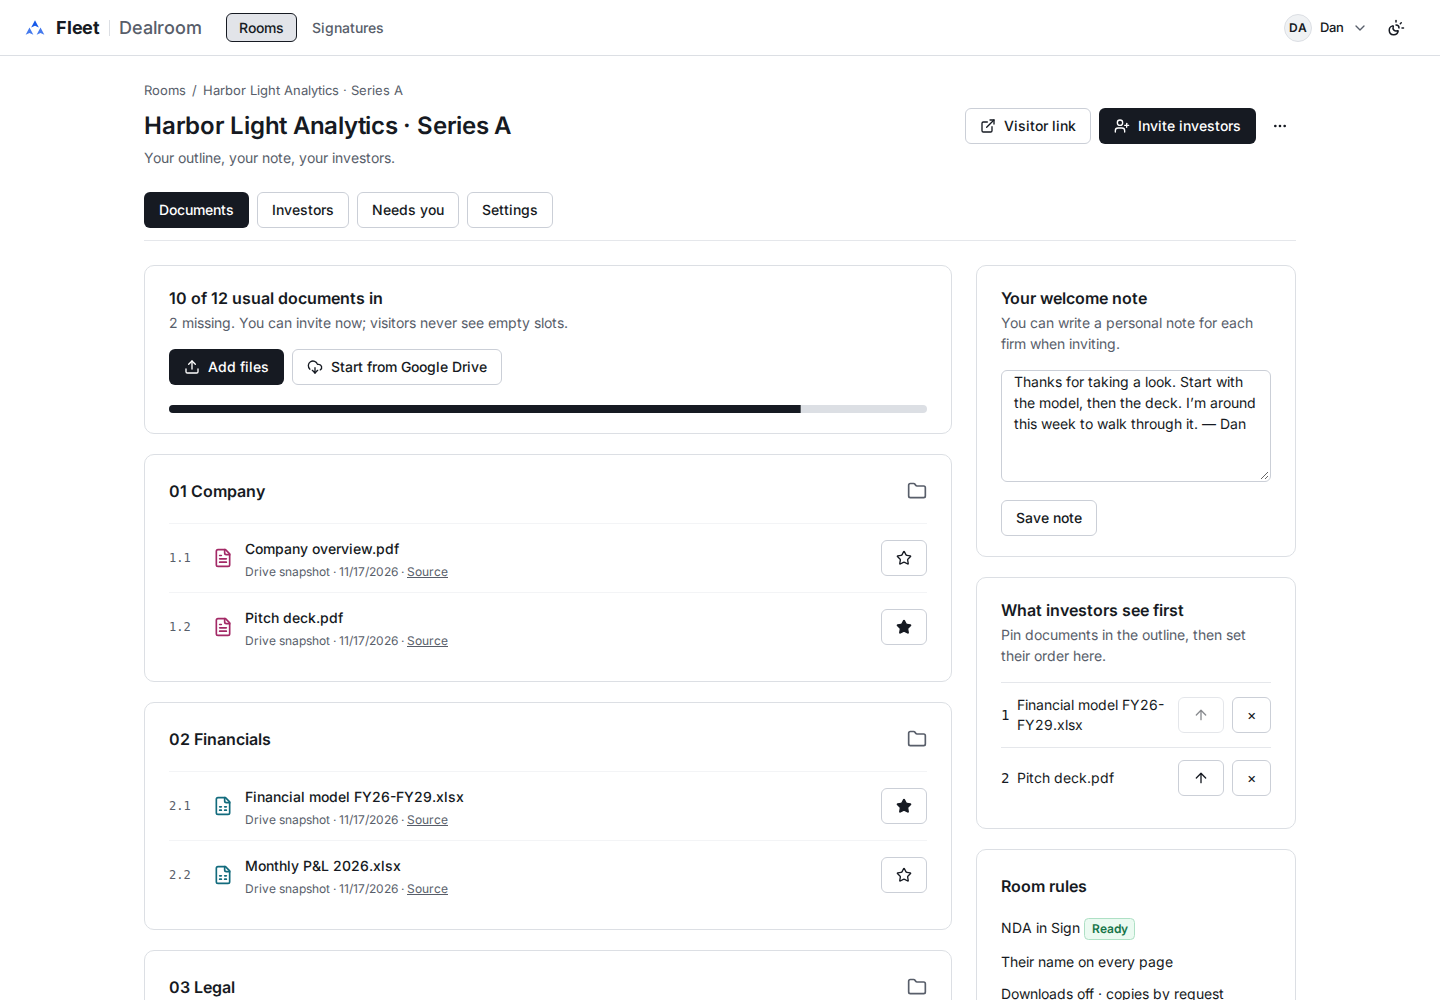 Fleet
Dealroom
Rooms
Signatures
DA
Dan
Rooms / Harbor Light Analytics · Series A
Harbor Light Analytics · Series A
Your outline, your note, your investors.
Visitor link
Invite investors
Documents
Investors
Needs you
Settings
10 of 12 usual documents in
2 missing. You can invite now; visitors never see empty slots.
Add files
Start from Google Drive
01 Company
1.1
Company overview.pdf
Drive snapshot · 11/17/2026 · Source
1.2
Pitch deck.pdf
Drive snapshot · 11/17/2026 · Source
02 Financials
2.1
Financial model FY26-FY29.xlsx
Drive snapshot · 11/17/2026 · Source
2.2
Monthly P&L 2026.xlsx
Drive snapshot · 11/17/2026 · Source
03 Legal
Your welcome note
You can write a personal note for each
firm when inviting.
Thanks for taking a look. Start with
the model, then the deck. I’m around
this week to walk through it. — Dan
Save note
What investors see first
Pin documents in the outline, then set
their order here.
1
Financial model FY26-
FY29.xlsx
2
Pitch deck.pdf
Room rules
NDA in Sign
Ready
Their name on every page
Downloads off · copies by request